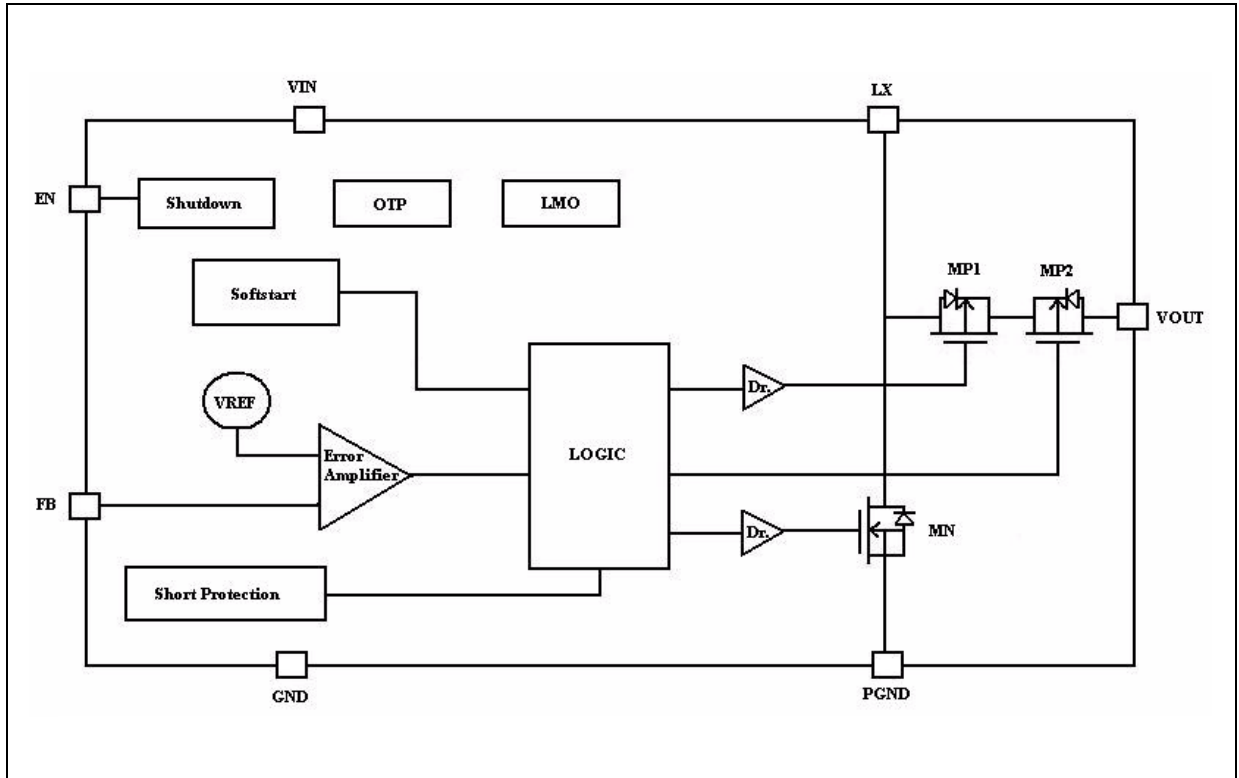 VIN
LX
EN
Shutdown
OTP
LMO
MP1
MP2
Softstart
VOUT
Dr.
VREF
Error
Amplifier
LOGIC
FB
Dr.
MN
Short Protection
GND
PGND